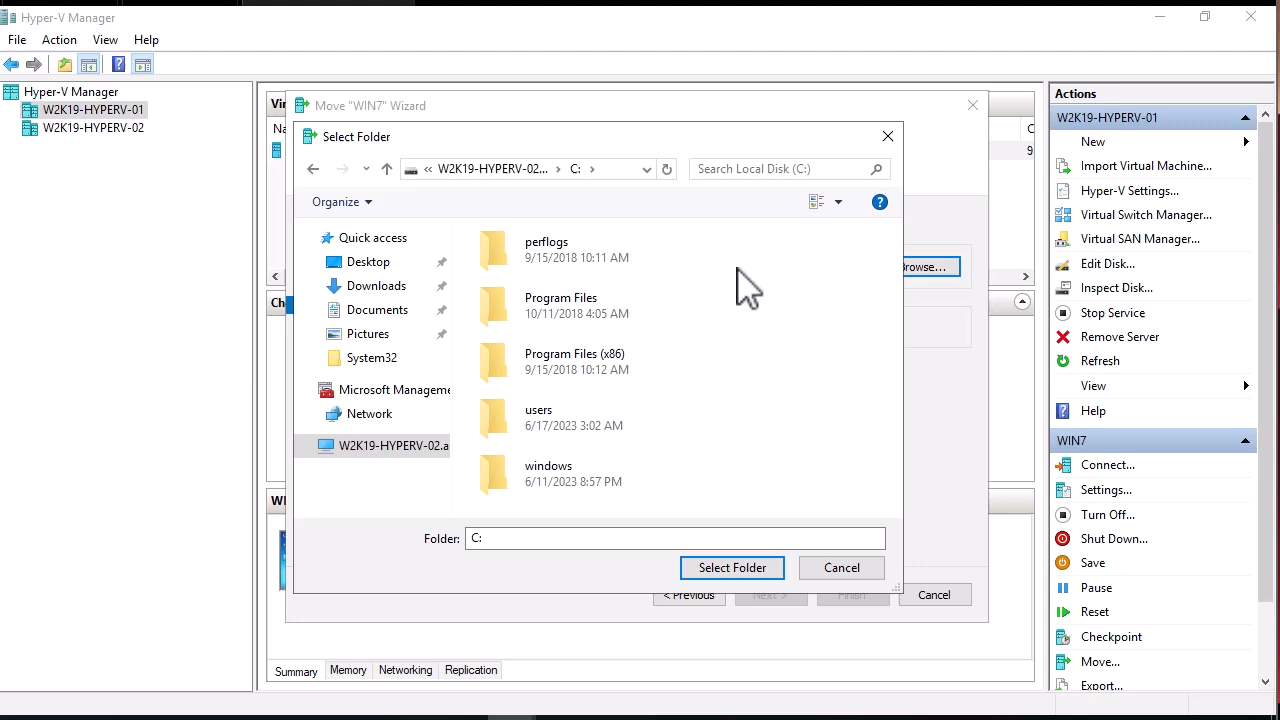 Hyper-V Manager
File Action View Help
Hyper-V Manager
W2K19-HYPERV-01
W2K19-HYPERV-02
Move "WIN7" Wizard
Select Folder
W2K19-HYPERV-02... C:
Search Local Disk (C:)
Organize
Quick access
Desktop
Downloads
Documents
Pictures
System32
Microsoft Manageme
Network
W2K19-HYPERV-02.a
perflogs
9/15/2018 10:11 AM
Program Files
10/11/2018 4:05 AM
Program Files (x86)
9/15/2018 10:12 AM
users
6/17/2023 3:02 AM
windows
6/11/2023 8:57 PM
Folder: C:
Select Folder Cancel
rowse...
< Previous Next > Finish Cancel
Summary Memory Networking Replication
Actions
W2K19-HYPERV-01
New
Import Virtual Machine...
Hyper-V Settings...
Virtual Switch Manager...
Virtual SAN Manager...
Edit Disk...
Inspect Disk...
Stop Service
Remove Server
Refresh
View
Help
WIN7
Connect...
Settings...
Turn Off...
Shut Down...
Save
Pause
Reset
Checkpoint
Move...
Export...